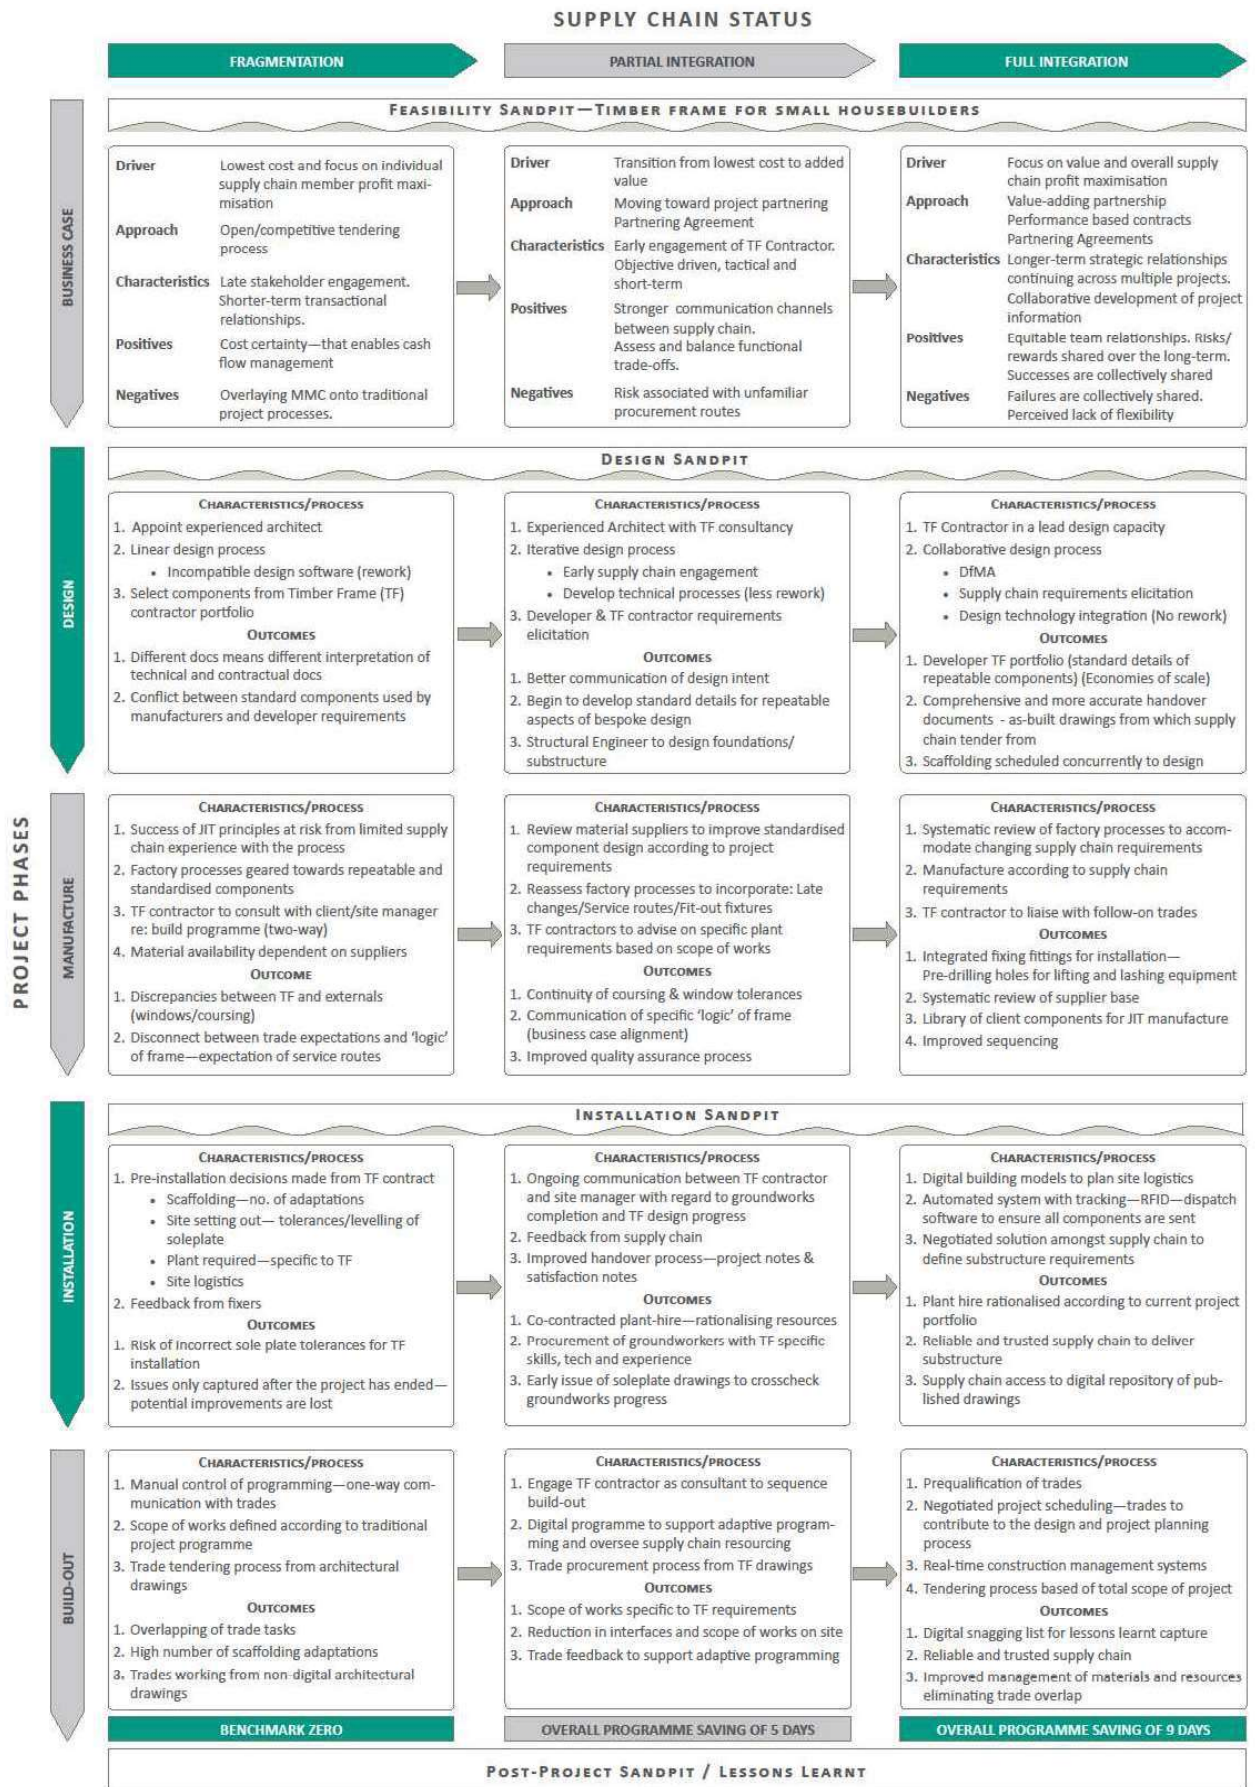 SUPPLY CHAIN STATUS
FRAGMENTATION
PARTIAL INTEGRATION
FULL INTEGRATION
PROJECT PHASES
BUSINESS CASE
FEASIBILITY SANDPIT—TIMBER FRAME FOR SMALL HOUSEBUILDERS
Driver Lowest cost and focus on individual
supply chain member profit maxi-
misation
Approach Open/competitive tendering
process
Characteristics Late stakeholder engagement.
Shorter-term transactional
relationships.
Positives Cost certainty—that enables cash
flow management
Negatives Overlaying MMC onto traditional
project processes.
Driver Transition from lowest cost to added
value
Approach Moving toward project partnering
Partnering Agreement
Characteristics Early engagement of TF Contractor.
Objective driven, tactical and
short-term
Positives Stronger communication channels
between supply chain.
Assess and balance functional
trade-offs.
Negatives Risk associated with unfamiliar
procurement routes
Driver Focus on value and overall supply
chain profit maximisation
Approach Value-adding partnership
Performance based contracts
Partnering Agreements
Characteristics Longer-term strategic relationships
continuing across multiple projects.
Collaborative development of project
information
Positives Equitable team relationships. Risks/
rewards shared over the long-term.
Successes are collectively shared
Negatives Failures are collectively shared.
Perceived lack of flexibility
DESIGN
DESIGN SANDPIT
CHARACTERISTICS/PROCESS
1. Appoint experienced architect
2. Linear design process
• Incompatible design software (rework)
3. Select components from Timber Frame (TF)
contractor portfolio
OUTCOMES
1. Different docs means different interpretation of
technical and contractual docs
2. Conflict between standard components used by
manufacturers and developer requirements
CHARACTERISTICS/PROCESS
1. Experienced Architect with TF consultancy
2. Iterative design process
• Early supply chain engagement
• Develop technical processes (less rework)
3. Developer & TF contractor requirements
elicitation
OUTCOMES
1. Better communication of design intent
2. Begin to develop standard details for repeatable
aspects of bespoke design
3. Structural Engineer to design foundations/
substructure
CHARACTERISTICS/PROCESS
1. TF Contractor in a lead design capacity
2. Collaborative design process
• DfMA
• Supply chain requirements elicitation
• Design technology integration (No rework)
OUTCOMES
1. Developer TF portfolio (standard details of
repeatable components) (Economies of scale)
2. Comprehensive and more accurate handover
documents - as-built drawings from which supply
chain tender from
3. Scaffolding scheduled concurrently to design
MANUFACTURE
CHARACTERISTICS/PROCESS
1. Success of JIT principles at risk from limited supply
chain experience with the process
2. Factory processes geared towards repeatable and
standardised components
3. TF contractor to consult with client/site manager
re: build programme (two-way)
4. Material availability dependent on suppliers
OUTCOME
1. Discrepancies between TF and externals
(windows/coursing)
2. Disconnect between trade expectations and ‘logic’
of frame—expectation of service routes
CHARACTERISTICS/PROCESS
1. Review material suppliers to improve standardised
component design according to project
requirements
2. Reassess factory processes to incorporate: Late
changes/Service routes/Fit-out fixtures
3. TF contractors to advise on specific plant
requirements based on scope of works
OUTCOMES
1. Continuity of coursing & window tolerances
2. Communication of specific ‘logic’ of frame
(business case alignment)
3. Improved quality assurance process
CHARACTERISTICS/PROCESS
1. Systematic review of factory processes to accom-
modate changing supply chain requirements
2. Manufacture according to supply chain
requirements
3. TF contractor to liaise with follow-on trades
OUTCOMES
1. Integrated fixing fittings for installation—
Pre-drilling holes for lifting and lashing equipment
2. Systematic review of supplier base
3. Library of client components for JIT manufacture
4. Improved sequencing
INSTALLATION
INSTALLATION SANDPIT
CHARACTERISTICS/PROCESS
1. Pre-installation decisions made from TF contract
• Scaffolding—no. of adaptations
• Site setting out— tolerances/levelling of
soleplate
• Plant required—specific to TF
• Site logistics
2. Feedback from fixers
OUTCOMES
1. Risk of incorrect sole plate tolerances for TF
installation
2. Issues only captured after the project has ended—
potential improvements are lost
CHARACTERISTICS/PROCESS
1. Ongoing communication between TF contractor
and site manager with regard to groundworks
completion and TF design progress
2. Feedback from supply chain
3. Improved handover process—project notes &
satisfaction notes
OUTCOMES
1. Co-contracted plant-hire—rationalising resources
2. Procurement of groundworkers with TF specific
skills, tech and experience
3. Early issue of soleplate drawings to crosscheck
groundworks progress
CHARACTERISTICS/PROCESS
1. Digital building models to plan site logistics
2. Automated system with tracking—RFID—dispatch
software to ensure all components are sent
3. Negotiated solution amongst supply chain to
define substructure requirements
OUTCOMES
1. Plant hire rationalised according to current project
portfolio
2. Reliable and trusted supply chain to deliver
substructure
3. Supply chain access to digital repository of pub-
lished drawings
BUILD-OUT
CHARACTERISTICS/PROCESS
1. Manual control of programming—one-way com-
munication with trades
2. Scope of works defined according to traditional
project programme
3. Trade tendering process from architectural
drawings
OUTCOMES
1. Overlapping of trade tasks
2. High number of scaffolding adaptations
3. Trades working from non-digital architectural
drawings
CHARACTERISTICS/PROCESS
1. Engage TF contractor as consultant to sequence
build-out
2. Digital programme to support adaptive program-
ming and oversee supply chain resourcing
3. Trade procurement process from TF drawings
OUTCOMES
1. Scope of works specific to TF requirements
2. Reduction in interfaces and scope of works on site
3. Trade feedback to support adaptive programming
CHARACTERISTICS/PROCESS
1. Prequalification of trades
2. Negotiated project scheduling—trades to
contribute to the design and project planning
process
3. Real-time construction management systems
4. Tendering process based of total scope of project
OUTCOMES
1. Digital snagging list for lessons learnt capture
2. Reliable and trusted supply chain
3. Improved management of materials and resources
eliminating trade overlap
BENCHMARK ZERO
OVERALL PROGRAMME SAVING OF 5 DAYS
OVERALL PROGRAMME SAVING OF 9 DAYS
POST-PROJECT SANDPIT / LESSONS LEARNT